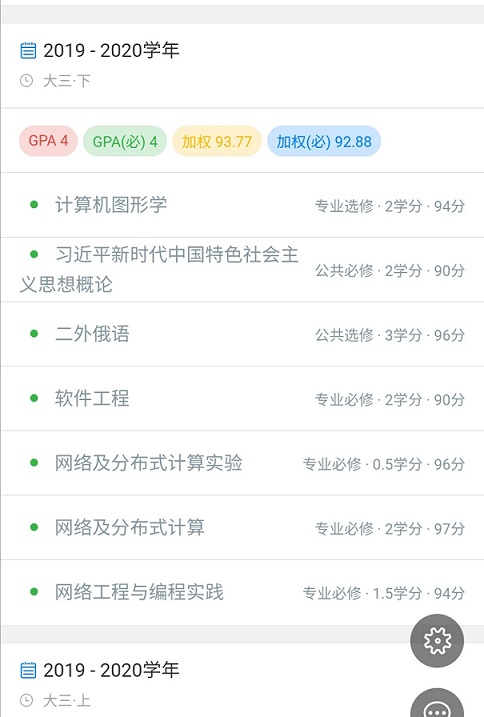 2019 - 2020学年
大三·下
GPA 4 GPA(必) 4 加权 93.77 加权(必) 92.88
计算机图形学 专业选修 · 2学分 · 94分
习近平新时代中国特色社会主
义思想概论 公共必修 · 2学分 · 90分
二外俄语 公共选修 · 3学分 · 96分
软件工程 专业必修 · 2学分 · 90分
网络及分布式计算实验 专业必修 · 0.5学分 · 96分
网络及分布式计算 专业必修 · 2学分 · 97分
网络工程与编程实践 专业必修 · 1.5学分 · 94分
2019 - 2020学年
大三·上